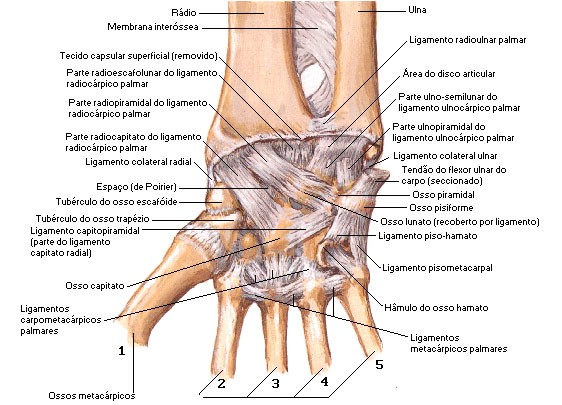 Rádio
Membrana interóssea
Tecido capsular superficial (removido)
Parte radioescafolunar do ligamento
radiocárpico palmar
Parte radiopiramidal do ligamento
radiocárpico palmar
Parte radiocapitato do ligamento
radiocárpico palmar
Ligamento colateral radial
Espaço (de Poirier)
Tubérculo do osso escafóide
Tubérculo do osso trapézio
Ligamento capitopiramidal
(parte do ligamento
capitato radial)
Osso capitato
Ligamentos
carpometacárpicos
palmares
1
Ossos metacárpicos
2
3
4
5
Ulna
Ligamento radioulnar palmar
Área do disco articular
Parte ulno-semilunar do
ligamento ulnocárpico palmar
Parte ulnopiramidal do
ligamento ulnocárpico palmar
Ligamento colateral ulnar
Tendão do flexor ulnar do
carpo (seccionado)
Osso piramidal
Osso pisiforme
Osso lunato (recoberto por ligamento)
Ligamento piso-hamato
Ligamento pisometacarpal
Hâmulo do osso hamato
Ligamentos
metacárpicos palmares